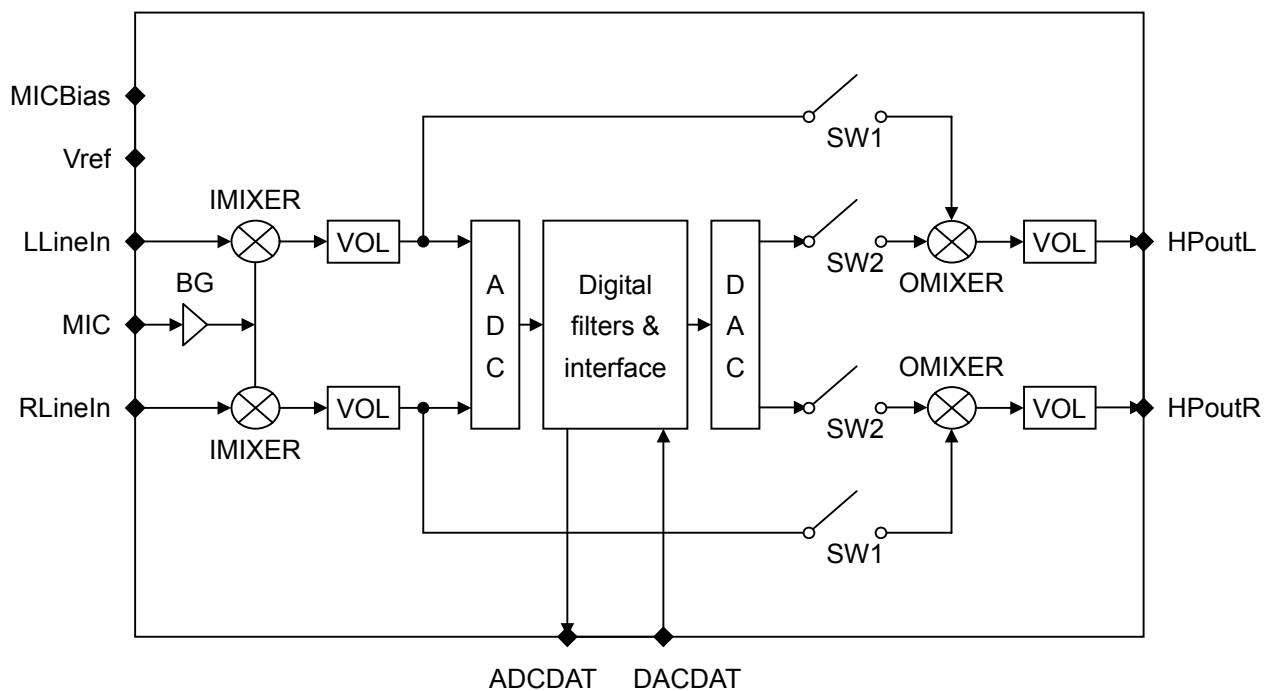 MICBias
SW1
Vref
IMIXER
LLineIn
VOL
SW2
OMIXER
VOL
HPoutL
BG
MIC
A
D
C
Digital
filters &
interface
D
A
C
OMIXER
RLineIn
VOL
IMIXER
SW2
VOL
HPoutR
SW1
ADCDAT
DACDAT